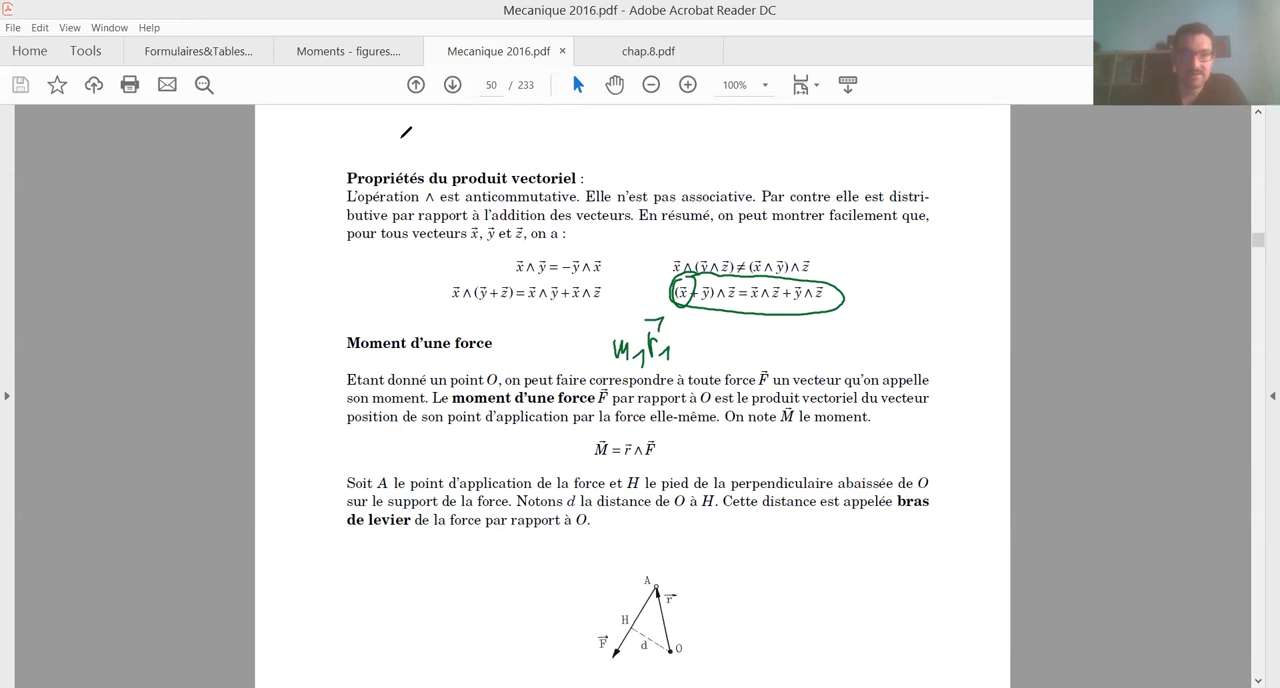 Mecanique 2016.pdf - Adobe Acrobat Reader DC
File Edit View Window Help
Home Tools Formulaires&Tables... Moments - figures.... Mecanique 2016.pdf × chap.8.pdf
50 / 233 100%
Propriétés du produit vectoriel :
L'opération ∧ est anticommutative. Elle n'est pas associative. Par contre elle est distri-
butive par rapport à l'addition des vecteurs. En résumé, on peut montrer facilement que,
pour tous vecteurs x⃗, y⃗ et z⃗, on a :
x⃗ ∧ y⃗ = −y⃗ ∧ x⃗ x⃗ ∧ (y⃗ ∧ z⃗) ≠ (x⃗ ∧ y⃗) ∧ z⃗
x⃗ ∧ (y⃗ + z⃗) = x⃗ ∧ y⃗ + x⃗ ∧ z⃗ (x⃗ + y⃗) ∧ z⃗ = x⃗ ∧ z⃗ + y⃗ ∧ z⃗
Moment d'une force
m₁r⃗₁
Etant donné un point O, on peut faire correspondre à toute force F⃗ un vecteur qu'on appelle
son moment. Le moment d'une force F⃗ par rapport à O est le produit vectoriel du vecteur
position de son point d'application par la force elle-même. On note M⃗ le moment.
M⃗ = r⃗ ∧ F⃗
Soit A le point d'application de la force et H le pied de la perpendiculaire abaissée de O
sur le support de la force. Notons d la distance de O à H. Cette distance est appelée bras
de levier de la force par rapport à O.
A
r⃗
H
F⃗ d O